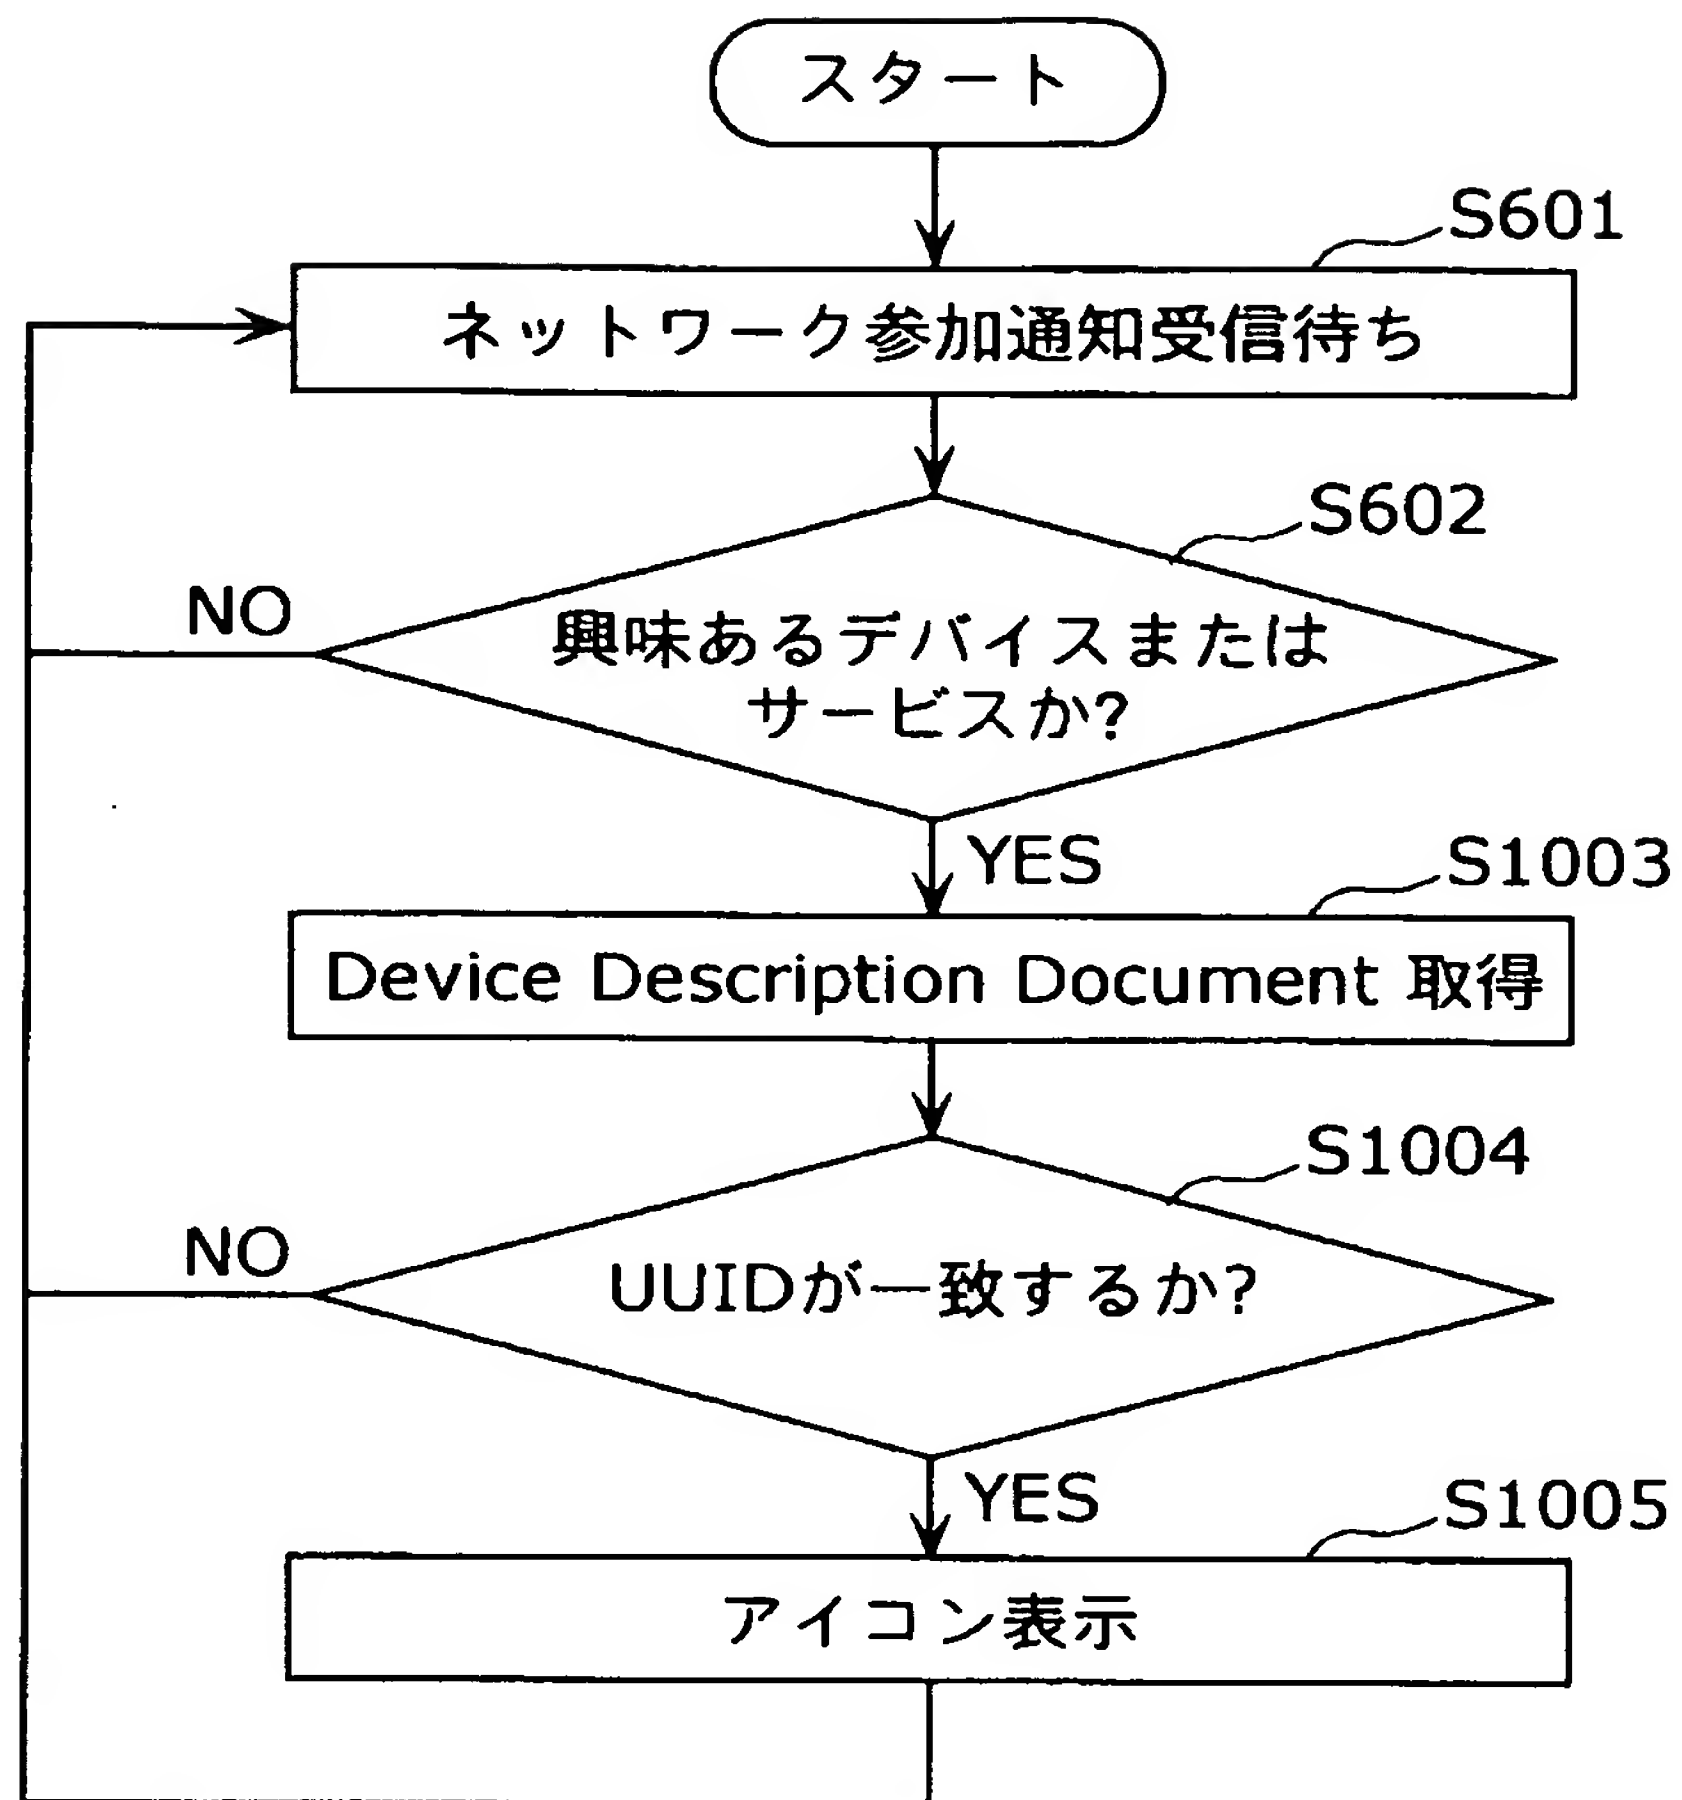 スタート
S601
ネットワーク参加通知受信待ち
S602
NO
興味あるデバイスまたは
サービスか?
YES
S1003
Device Description Document 取得
S1004
NO
UUIDが一致するか?
YES
S1005
アイコン表示